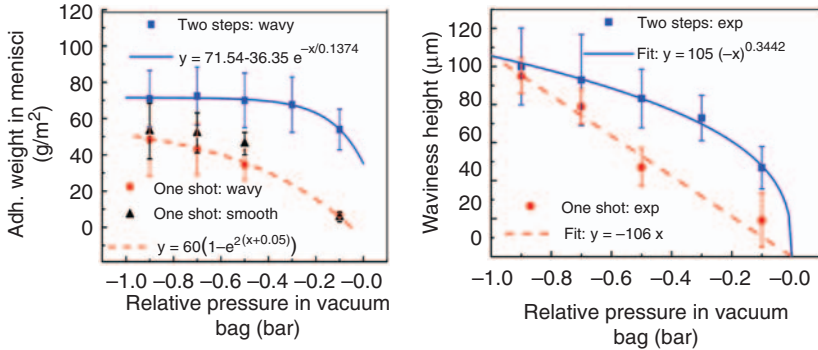 120
100
80
60
40
20
0
Adh. weight in menisci
(g/m²)
Two steps: wavy
y = 71.54-36.35 e^−x/0.1374
One shot: wavy
One shot: smooth
y = 60(1−e^2(x+0.05))
−1.0 −0.8 −0.6 −0.4 −0.2 −0.0
Relative pressure in vacuum
bag (bar)
120
100
80
60
40
20
0
Waviness height (μm)
Two steps: exp
Fit: y = 105 (−x)^0.3442
One shot: exp
Fit: y = −106 x
−1.0 −0.8 −0.6 −0.4 −0.2 −0.0
Relative pressure in vacuum
bag (bar)